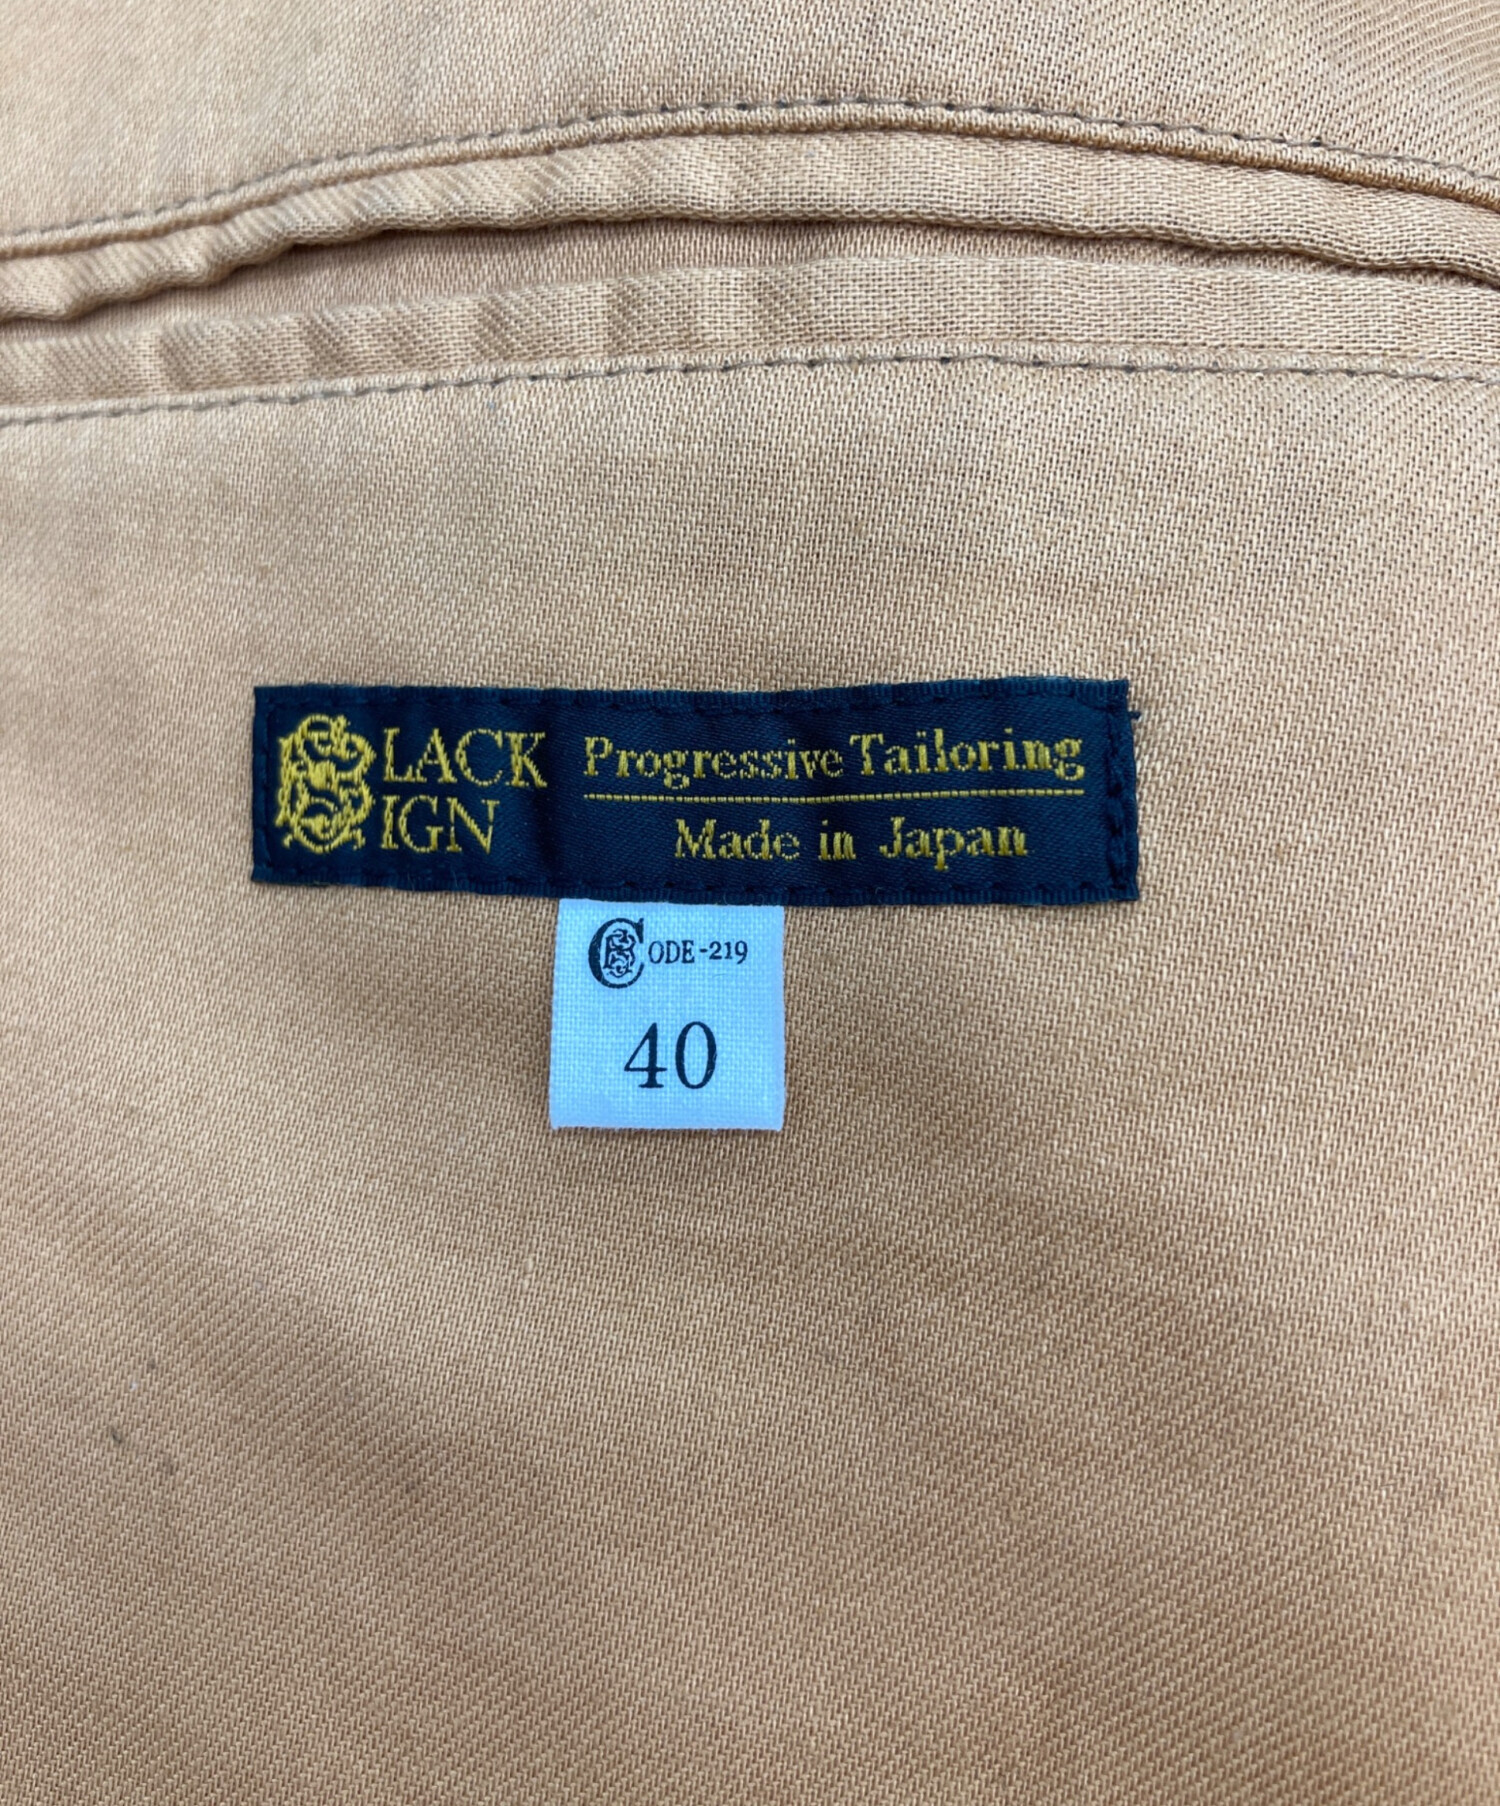 BLACK
SIGN
Progressive Tailoring
Made in Japan
CODE-219
40